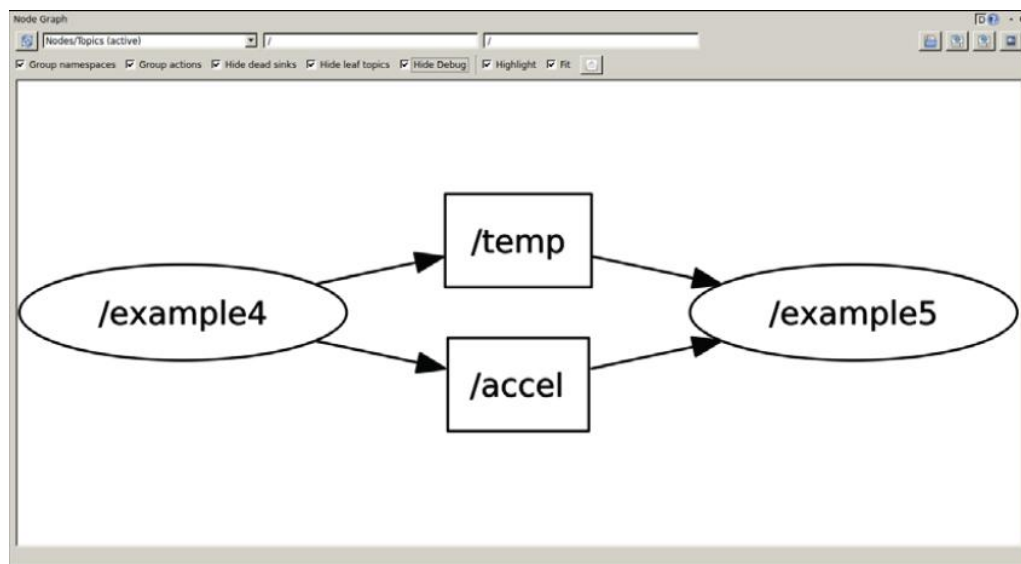 Node Graph
D
Nodes/Topics (active) / /
Group namespaces Group actions Hide dead sinks Hide leaf topics Hide Debug Highlight Fit
/temp
/example4 /example5
/accel